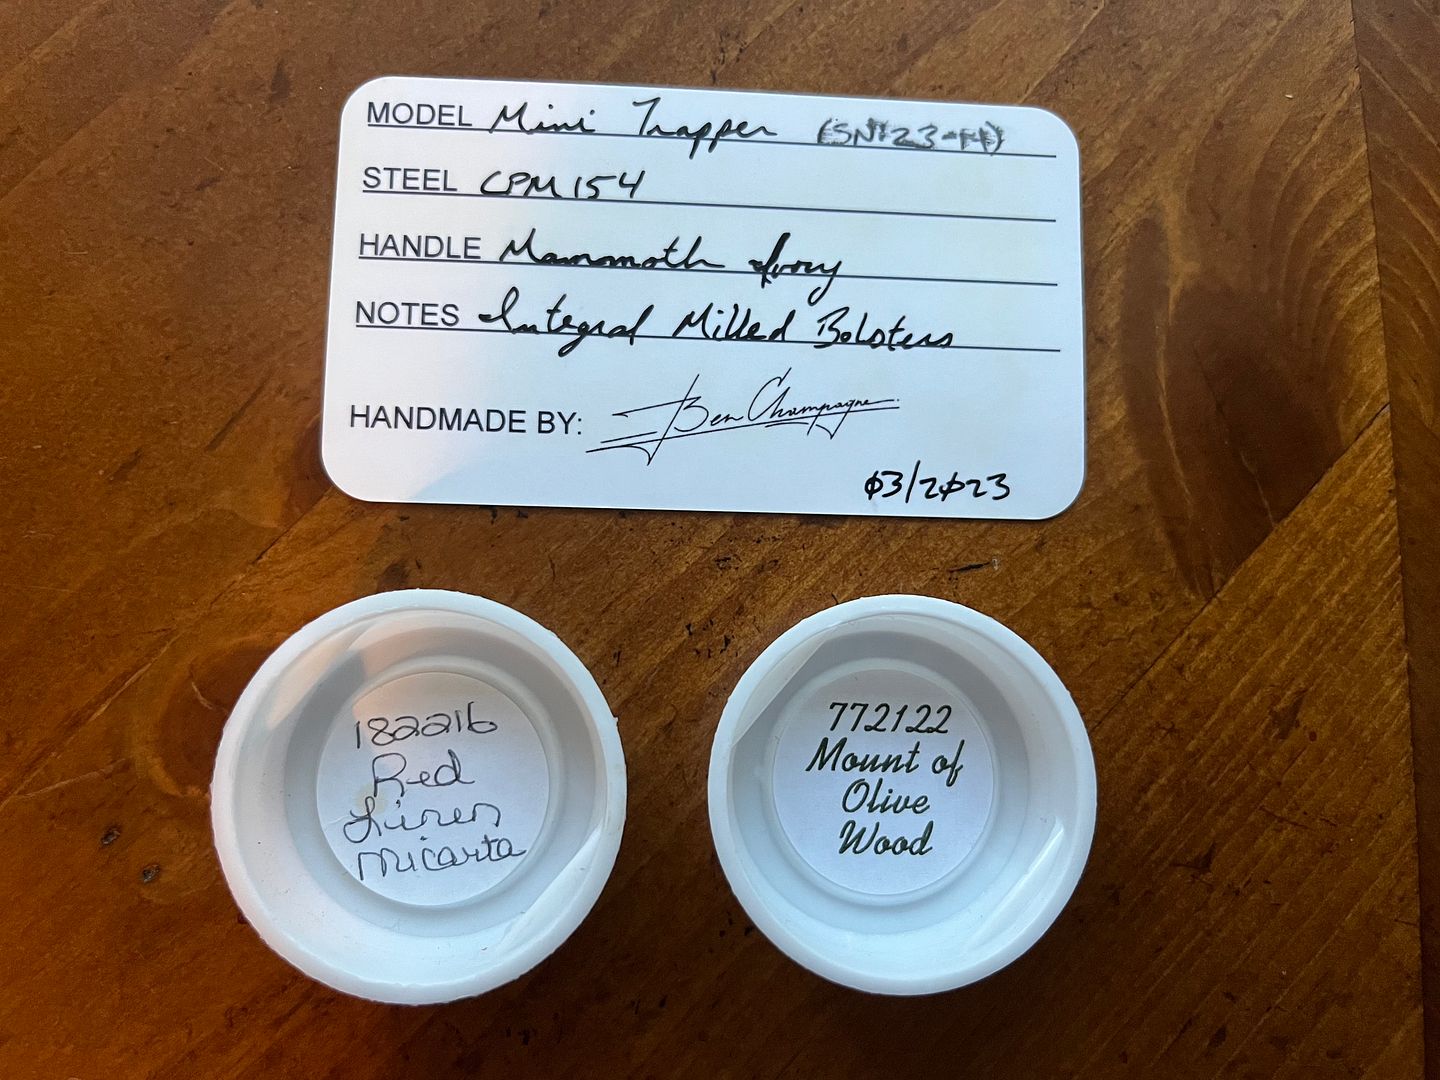 MODEL Mini Trapper (SN:23-
STEEL CPM154
HANDLE Mammoth Ivory
NOTES Integral Milled Bolsters
HANDMADE BY: Ben Champagne
03/2023
182216
Red
Linen
Micarta
772122
Mount of
Olive
Wood